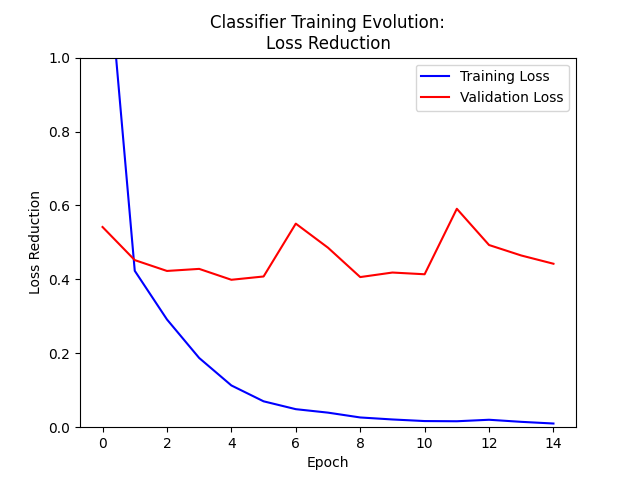 Classifier Training Evolution:
Loss Reduction
Training Loss
Validation Loss
Loss Reduction
1.0
0.8
0.6
0.4
0.2
0.0
0 2 4 6 8 10 12 14
Epoch